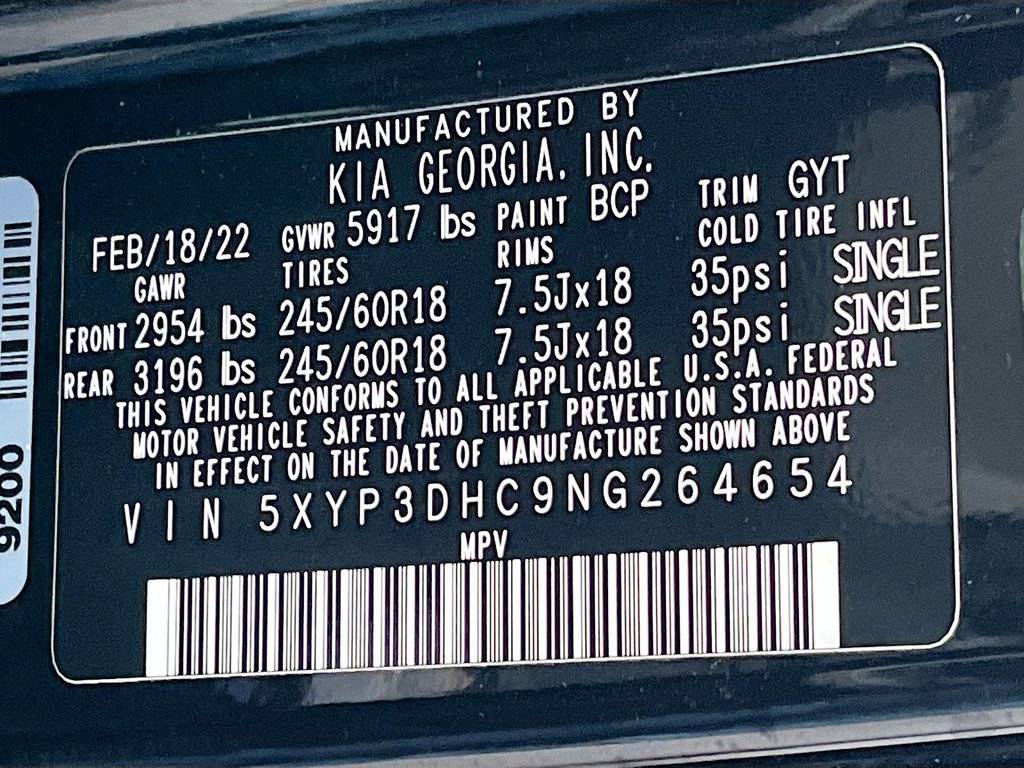 MANUFACTURED BY
KIA GEORGIA. INC.
FEB/18/22 GVWR 5917 lbs PAINT BCP TRIM GYT
GAWR TIRES RIMS COLD TIRE INFL
FRONT 2954 lbs 245/60R18 7.5Jx18 35psi SINGLE
REAR 3196 lbs 245/60R18 7.5Jx18 35psi SINGLE
THIS VEHICLE CONFORMS TO ALL APPLICABLE U.S.A. FEDERAL
MOTOR VEHICLE SAFETY AND THEFT PREVENTION STANDARDS
IN EFFECT ON THE DATE OF MANUFACTURE SHOWN ABOVE
VIN 5XYP3DHC9NG264654
MPV
9200